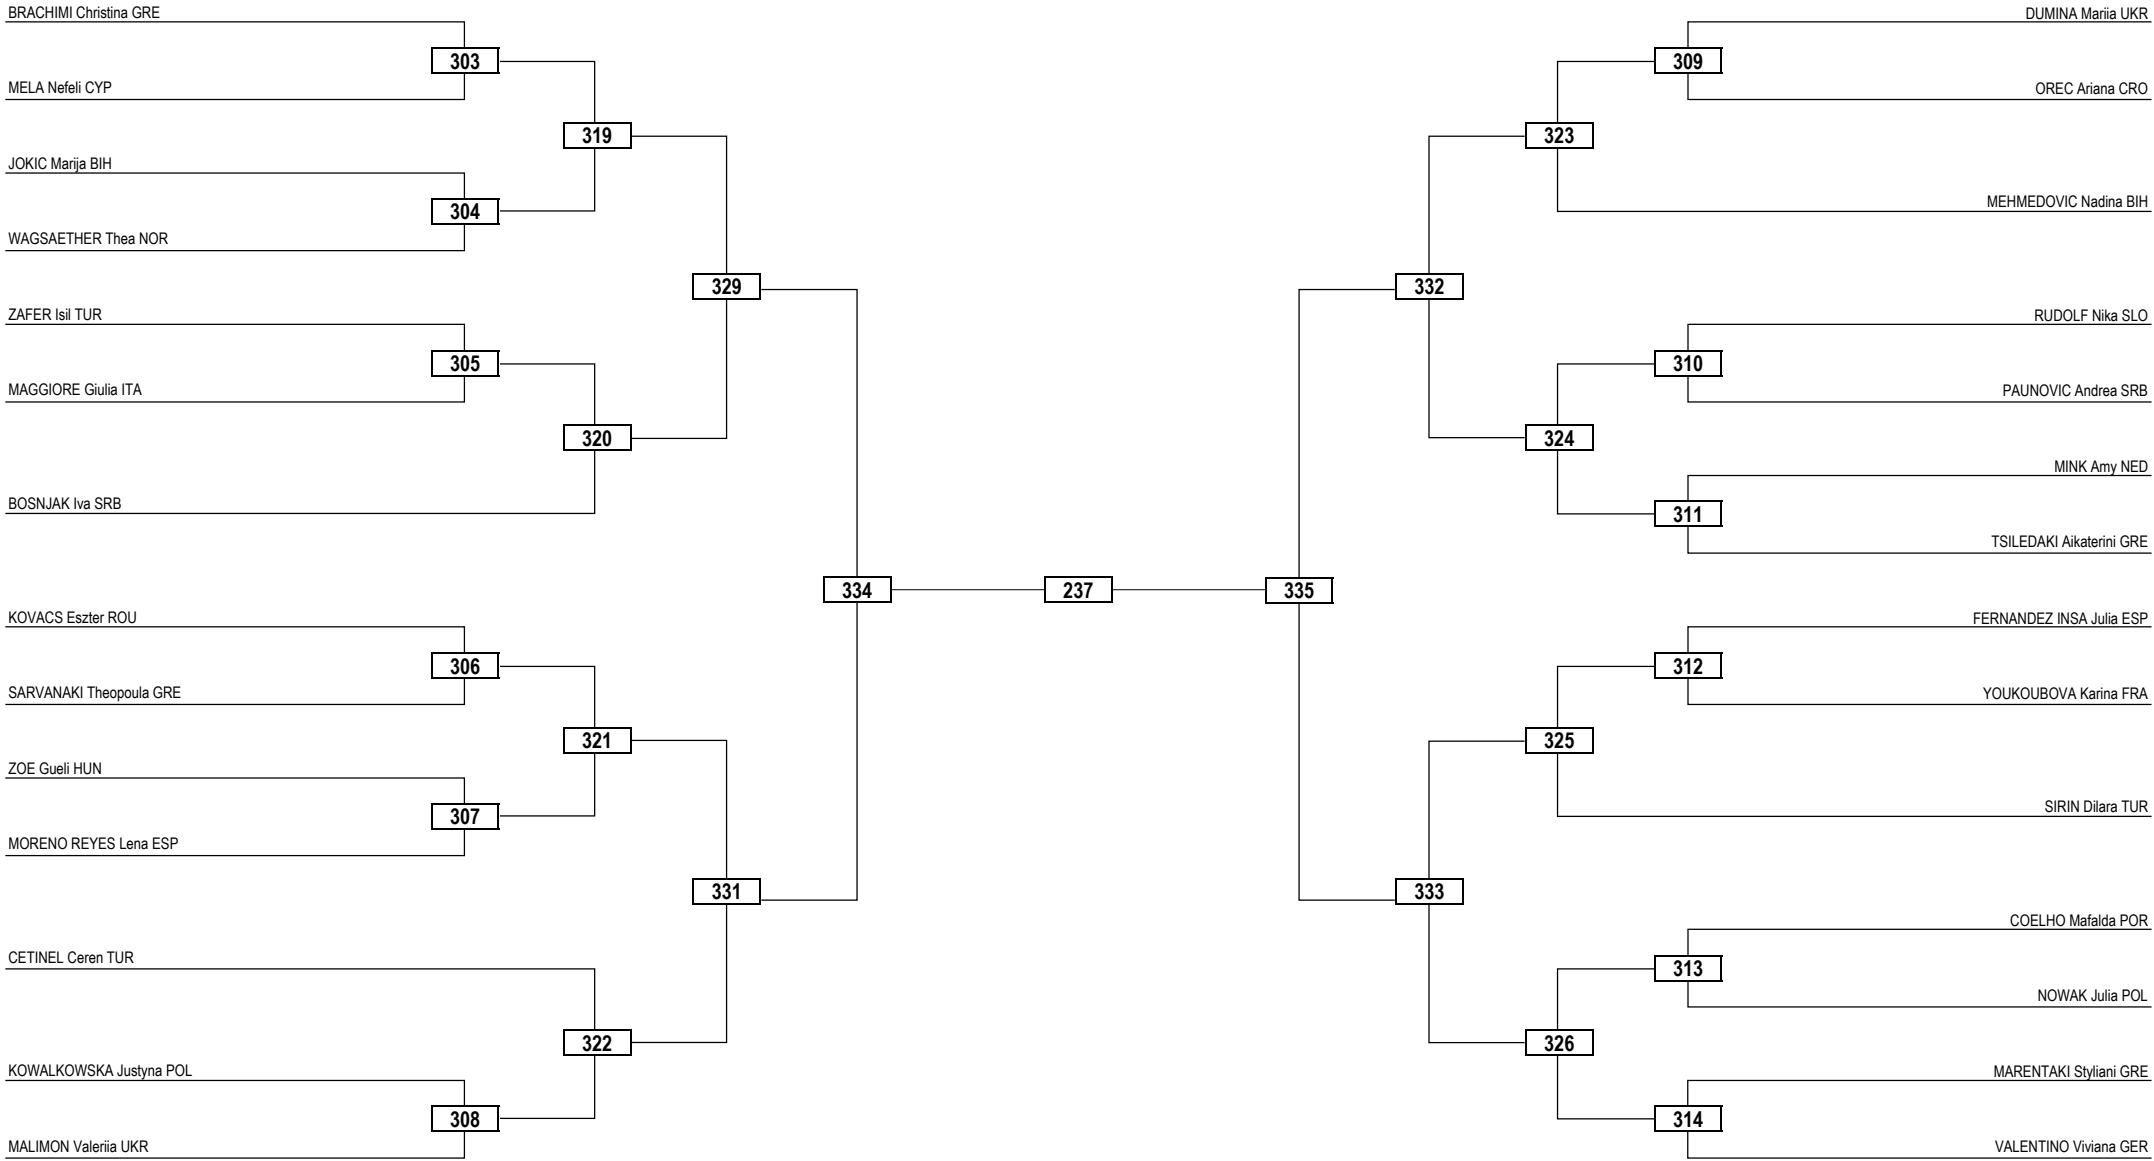 BRACHIMI Christina GRE
303
MELA Nefeli CYP
319
JOKIC Marija BIH
304
WAGSAETHER Thea NOR
329
ZAFER Isil TUR
305
MAGGIORE Giulia ITA
320
BOSNJAK Iva SRB
334
KOVACS Eszter ROU
306
SARVANAKI Theopoula GRE
321
ZOE Gueli HUN
307
MORENO REYES Lena ESP
331
CETINEL Ceren TUR
322
KOWALKOWSKA Justyna POL
308
MALIMON Valeriia UKR
237
DUMINA Mariia UKR
309
OREC Ariana CRO
323
MEHMEDOVIC Nadina BIH
332
RUDOLF Nika SLO
310
PAUNOVIC Andrea SRB
324
MINK Amy NED
311
TSILEDAKI Aikaterini GRE
335
FERNANDEZ INSA Julia ESP
312
YOUKOUBOVA Karina FRA
325
SIRIN Dilara TUR
333
COELHO Mafalda POR
313
NOWAK Julia POL
326
MARENTAKI Styliani GRE
314
VALENTINO Viviana GER